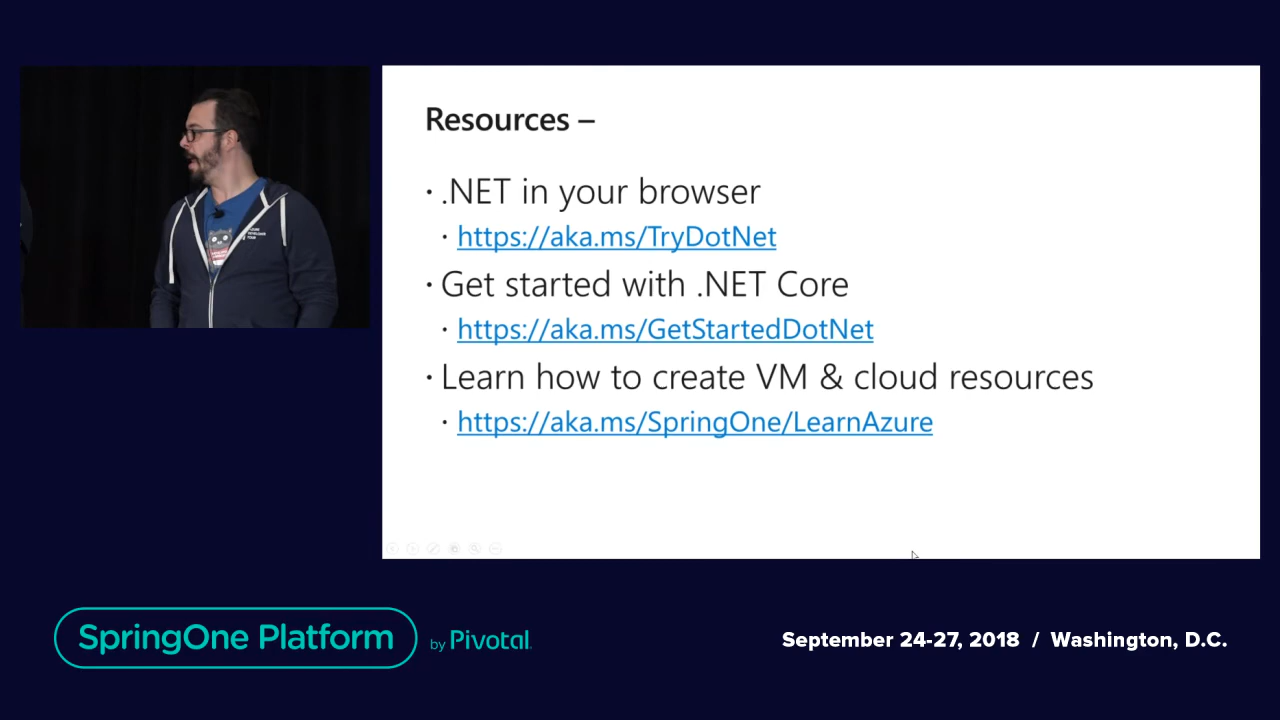 Resources –
· .NET in your browser
· https://aka.ms/TryDotNet
· Get started with .NET Core
· https://aka.ms/GetStartedDotNet
· Learn how to create VM & cloud resources
· https://aka.ms/SpringOne/LearnAzure
SpringOne Platform by Pivotal.
September 24-27, 2018 / Washington, D.C.